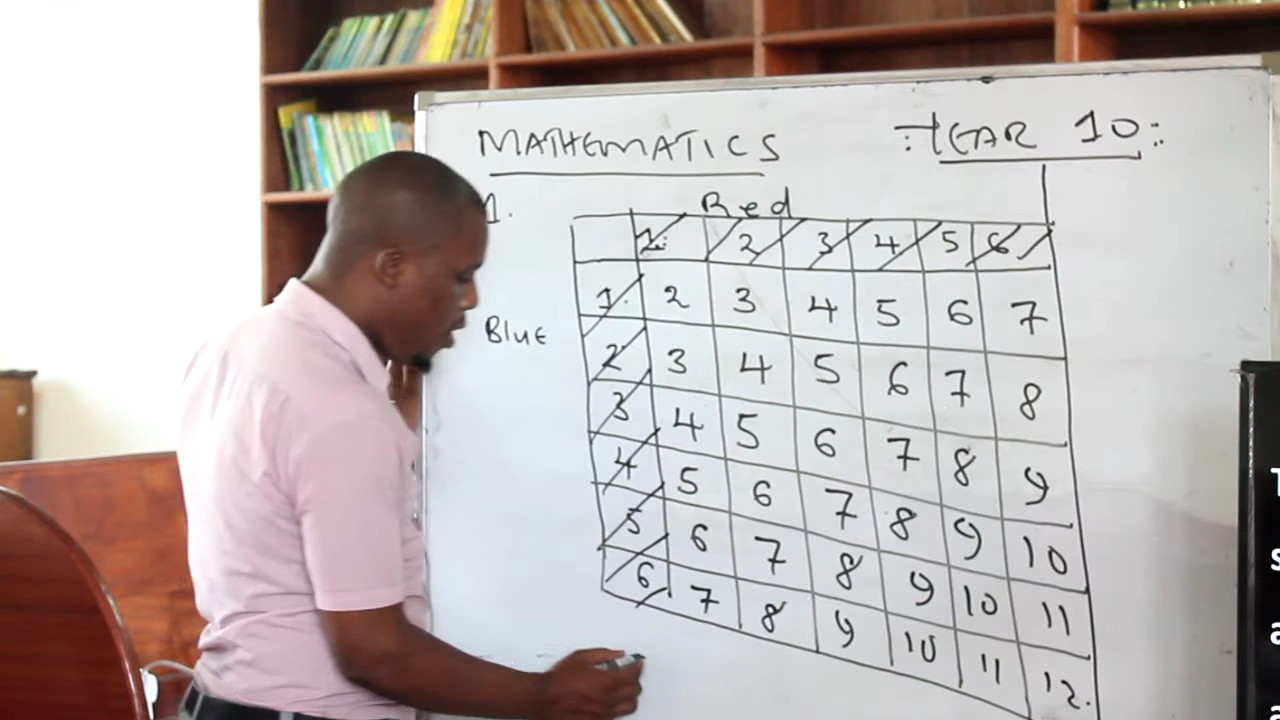 MATHEMATICS
YEAR 10:
1.
Red
1 2 3 4 5 6
1 2 3 4 5 6 7
Blue
2 3 4 5 6 7 8
3 4 5 6 7 8 9
4 5 6 7 8 9 10
5 6 7 8 9 10 11
6 7 8 9 10 11 12.